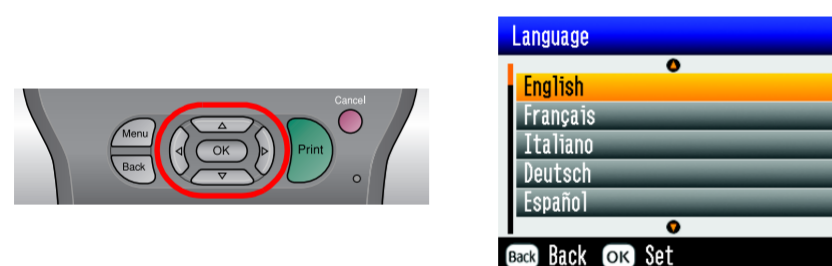 Cancel
Menu
OK
Print
Back
Language
English
Français
Italiano
Deutsch
Español
Back Back OK Set